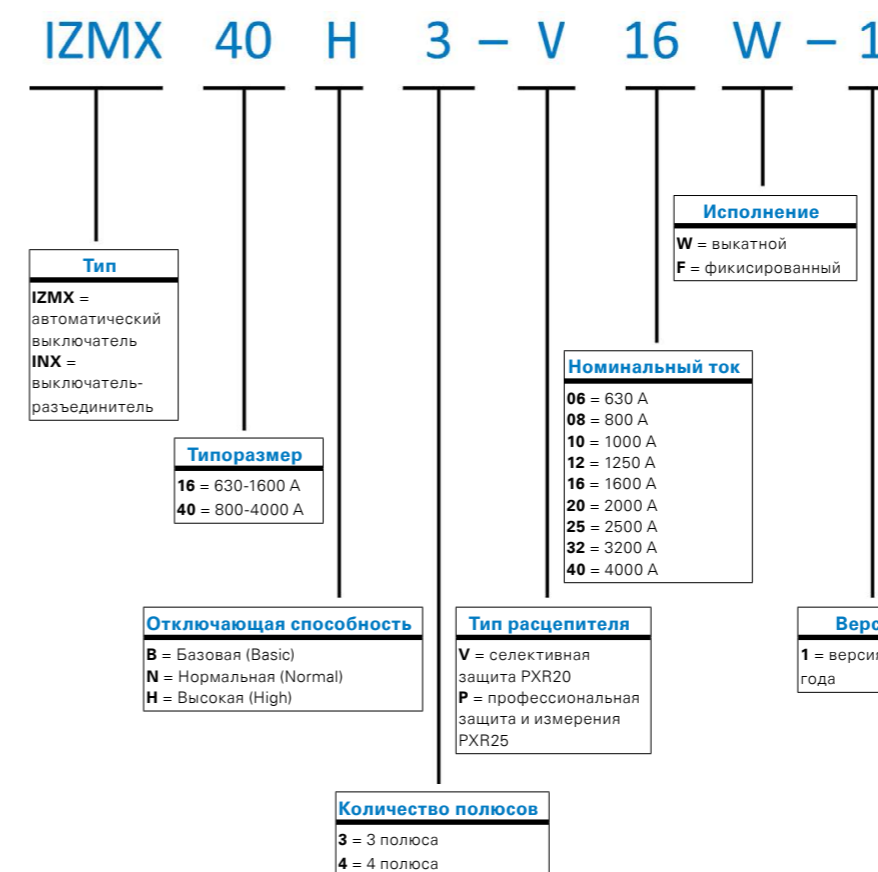 IZMX 40 H 3 – V 16 W – 1
Исполнение
W = выкатной
F = фикисированный
Тип
IZMX =
автоматический
выключатель
INX =
выключатель-
разъединитель
Номинальный ток
06 = 630 A
08 = 800 A
10 = 1000 A
12 = 1250 A
16 = 1600 A
20 = 2000 A
25 = 2500 A
32 = 3200 A
40 = 4000 A
Типоразмер
16 = 630-1600 A
40 = 800-4000 A
Отключающая способность
B = Базовая (Basic)
N = Нормальная (Normal)
H = Высокая (High)
Тип расцепителя
V = селективная
защита PXR20
P = профессиональная
защита и измерения
PXR25
1 =
года
Количество полюсов
3 = 3 полюса
4 = 4 полюса